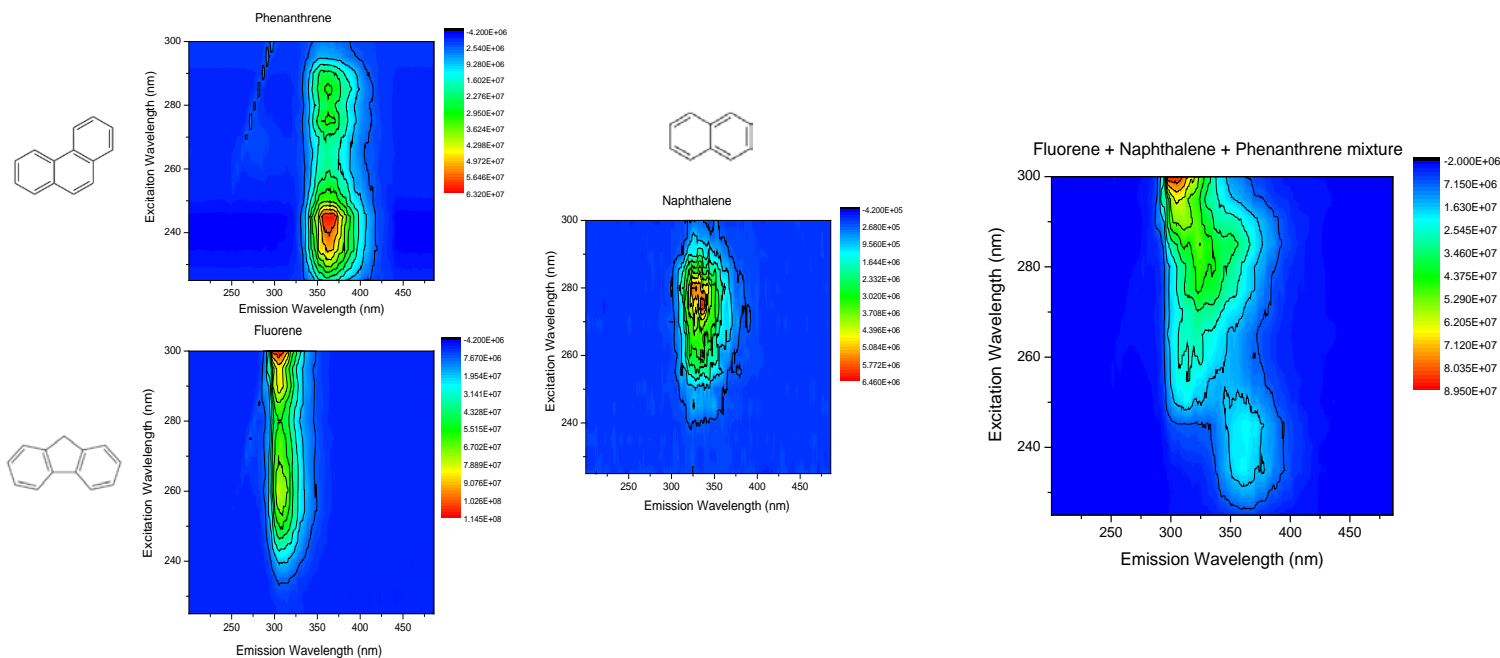 Phenanthrene
300
280
260
240
Excitaiton Wavelength (nm)
250 300 350 400 450
Emission Wavelength (nm)
-4.200E+06
2.540E+06
9.280E+06
1.602E+07
2.276E+07
2.950E+07
3.624E+07
4.298E+07
4.972E+07
5.646E+07
6.320E+07
Fluorene
300
280
260
240
Excitation Wavlelength (nm)
250 300 350 400 450
Emission Wavelength (nm)
-4.200E+06
7.670E+06
1.954E+07
3.141E+07
4.328E+07
5.515E+07
6.702E+07
7.889E+07
9.076E+07
1.026E+08
1.145E+08
Naphthalene
300
280
260
240
Excitation Wavelength (nm)
250 300 350 400 450
Emission Wavelength (nm)
-4.200E+05
2.680E+05
9.560E+05
1.644E+06
2.332E+06
3.020E+06
3.708E+06
4.396E+06
5.084E+06
5.772E+06
6.460E+06
Fluorene + Naphthalene + Phenanthrene mixture
300
280
260
240
Excitation Wavelength (nm)
250 300 350 400 450
Emission Wavelength (nm)
-2.000E+06
7.150E+06
1.630E+07
2.545E+07
3.460E+07
4.375E+07
5.290E+07
6.205E+07
7.120E+07
8.035E+07
8.950E+07